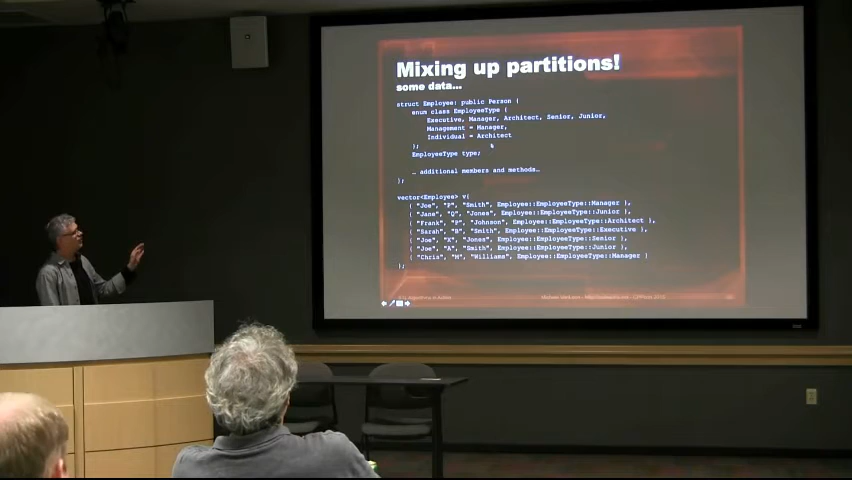 Mixing up partitions!
some data…
struct Employee: public Person {
enum class EmployeeType {
Executive, Manager, Architect, Senior, Junior,
Management = Manager,
Individual = Architect
};
EmployeeType type;
… additional members and methods…
};
vector<Employee> v{
{ "Joe", "P", "Smith", Employee::EmployeeType::Manager },
{ "Jane", "Q", "Jones", Employee::EmployeeType::Junior },
{ "Frank", "P", "Johnson", Employee::EmployeeType::Architect },
{ "Sarah", "B", "Smith", Employee::EmployeeType::Executive },
{ "Joe", "X", "Jones", Employee::EmployeeType::Senior },
{ "Joe", "A", "Smith", Employee::EmployeeType::Junior },
{ "Chris", "M", "Williams", Employee::EmployeeType::Manager }
};